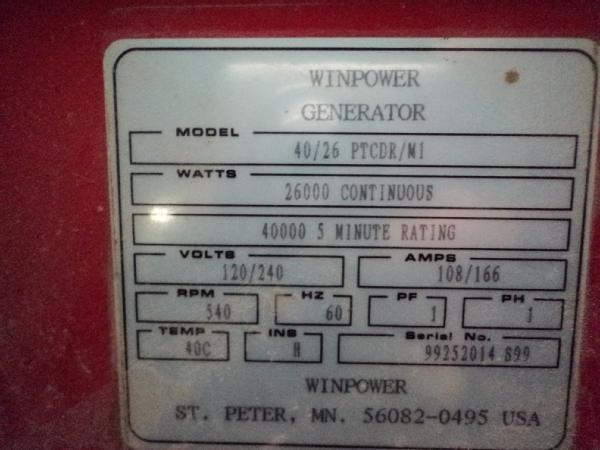 WINPOWER
GENERATOR
MODEL
40/26 PTCDR/M1
WATTS
26000 CONTINUOUS
40000 5 MINUTE RATING
VOLTS AMPS
120/240 108/166
RPM HZ PF PH
540 60 1 1
TEMP INS Serial No.
40C H 99252014 S99
WINPOWER
ST. PETER, MN. 56082-0495 USA